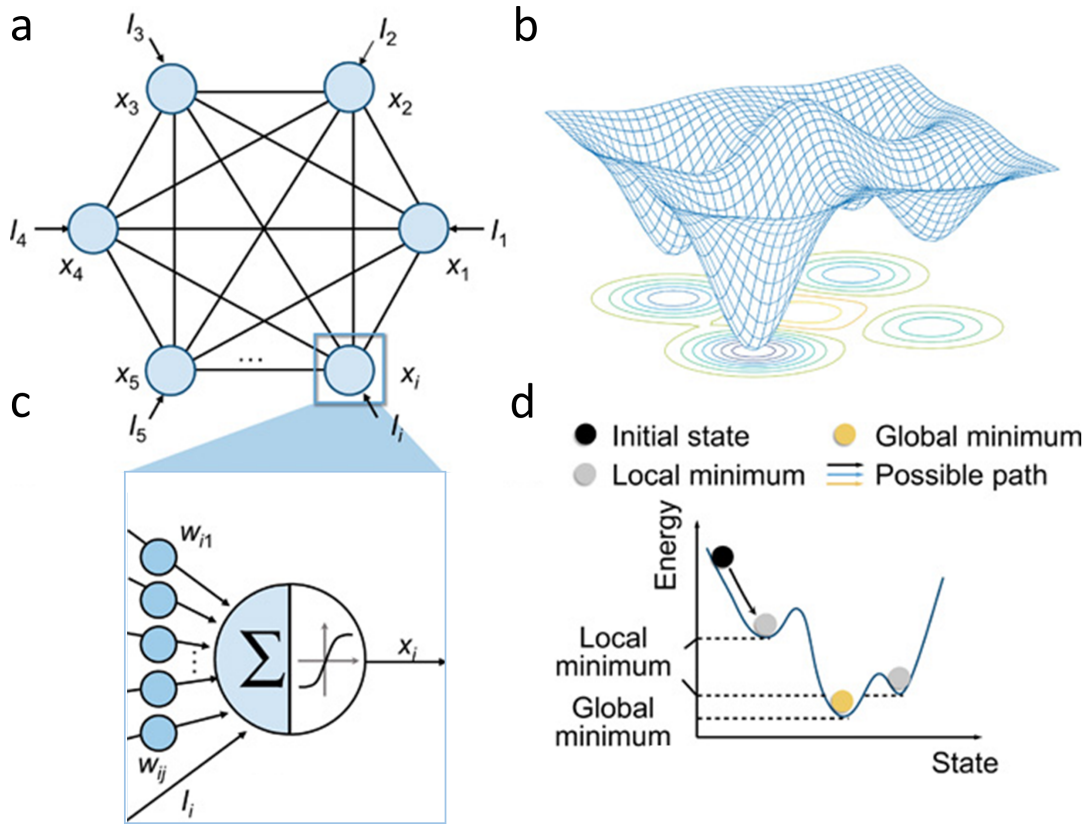 a
I3
I2
x3
x2
I4
I1
x4
x1
x5
...
xi
I5
Ii
b
c
wi1
⋮
Σ
xi
wij
Ii
d
Initial state
Global minimum
Local minimum
Possible path
Energy
Local
minimum
Global
minimum
State